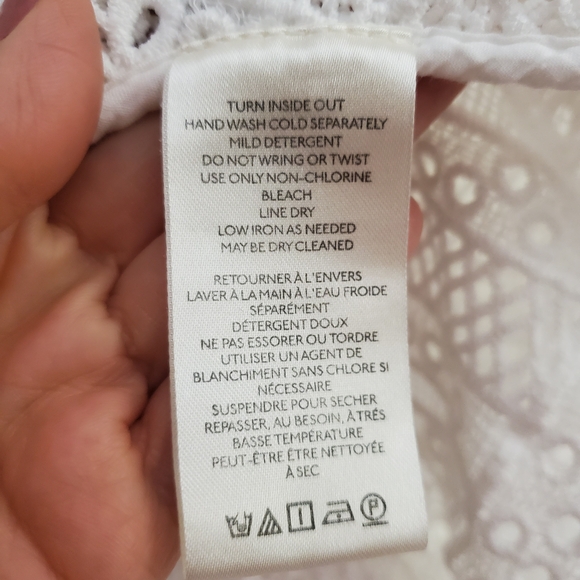 TURN INSIDE OUT
HAND WASH COLD SEPARATELY
MILD DETERGENT
DO NOT WRING OR TWIST
USE ONLY NON-CHLORINE
BLEACH
LINE DRY
LOW IRON AS NEEDED
MAY BE DRY CLEANED
RETOURNER À L'ENVERS
LAVER À LA MAIN À L'EAU FROIDE
SÉPARÉMENT
DÉTERGENT DOUX
NE PAS ESSORER OU TORDRE
UTILISER UN AGENT DE
BLANCHIMENT SANS CHLORE SI
NÉCESSAIRE
SUSPENDRE POUR SECHER
REPASSER, AU BESOIN, À TRÈS
BASSE TEMPÉRATURE
PEUT-ÊTRE ÊTRE NETTOYÉE
À SEC
P